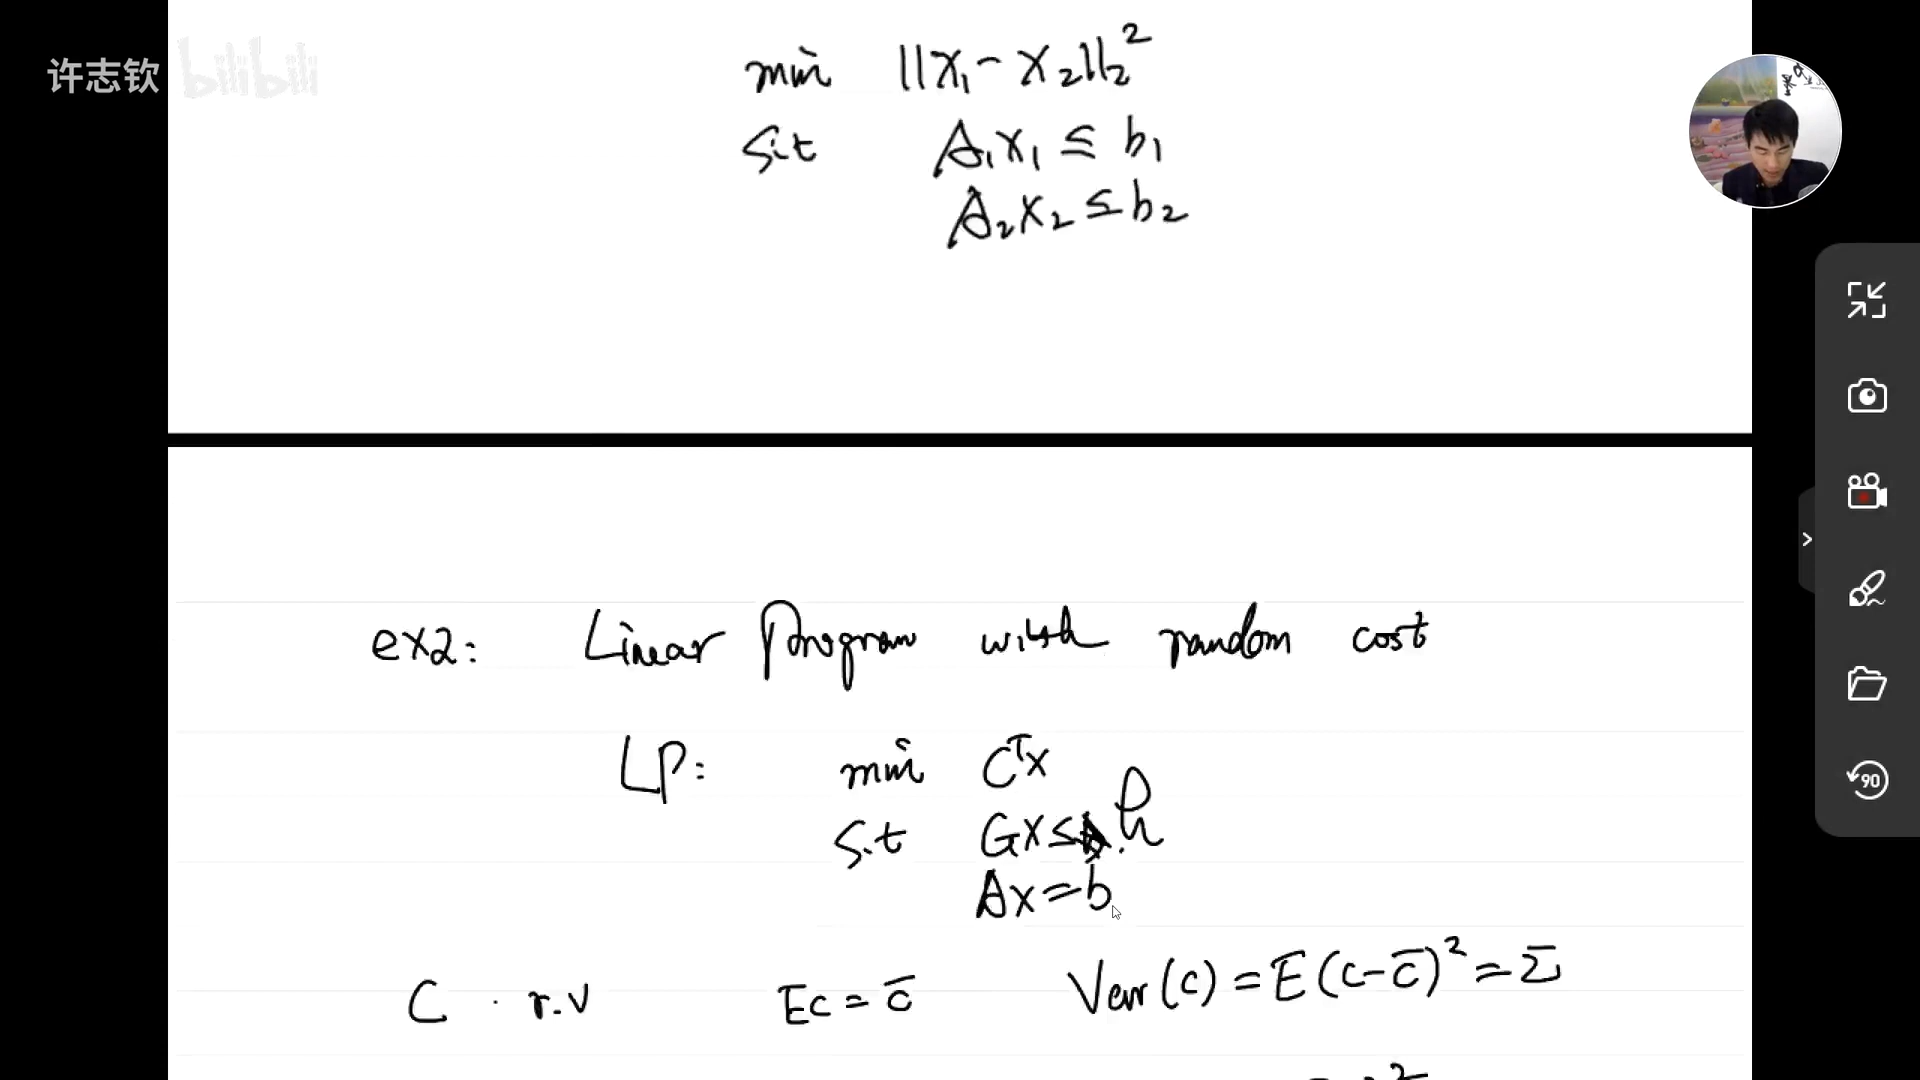 许志钦 bilibili
min ||x₁ - x₂||₂²
s.t A₁x₁ ≤ b₁
A₂x₂ ≤ b₂
ex2: Linear Program with random cost
LP: min Cᵀx
s.t Gx ≤ h
Ax = b
C · r.v Ec = c̄ Var(c) = E(c-c̄)² = Σ
90